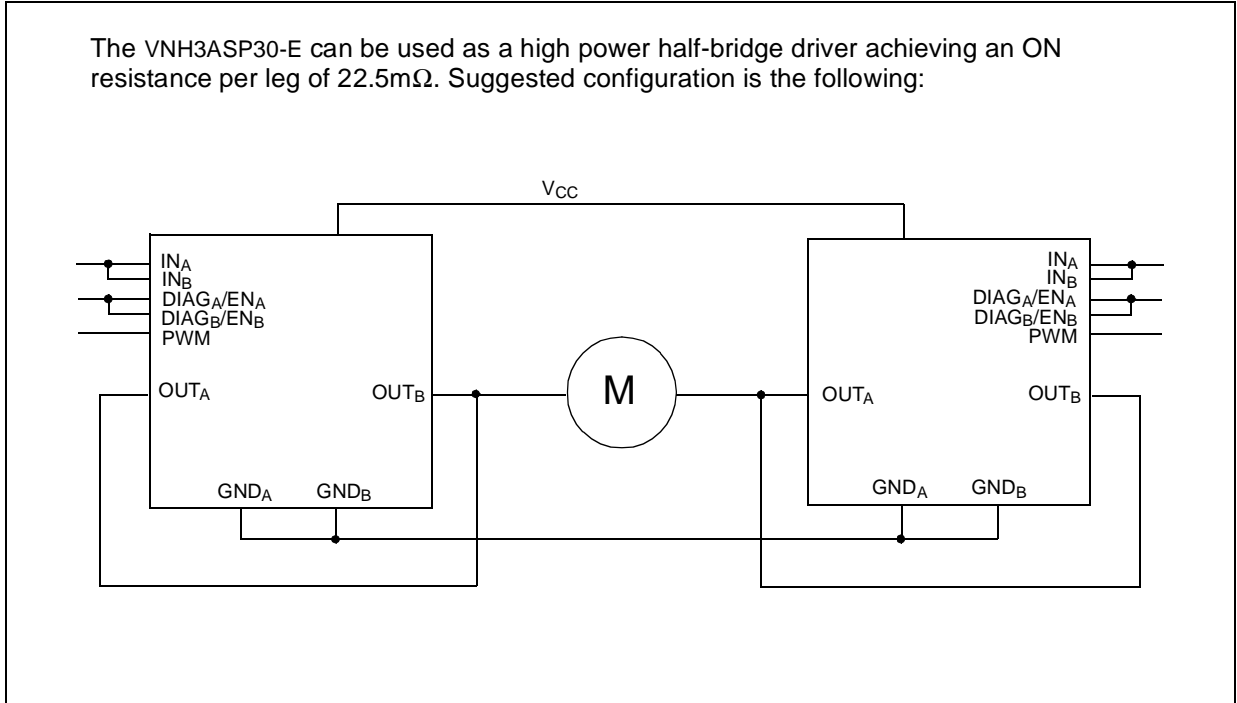 The VNH3ASP30-E can be used as a high power half-bridge driver achieving an ON
resistance per leg of 22.5mΩ. Suggested configuration is the following:
VCC
INA
INB
DIAGA/ENA
DIAGB/ENB
PWM
OUTA
OUTB
GNDA
GNDB
M
INA
INB
DIAGA/ENA
DIAGB/ENB
PWM
OUTA
OUTB
GNDA
GNDB